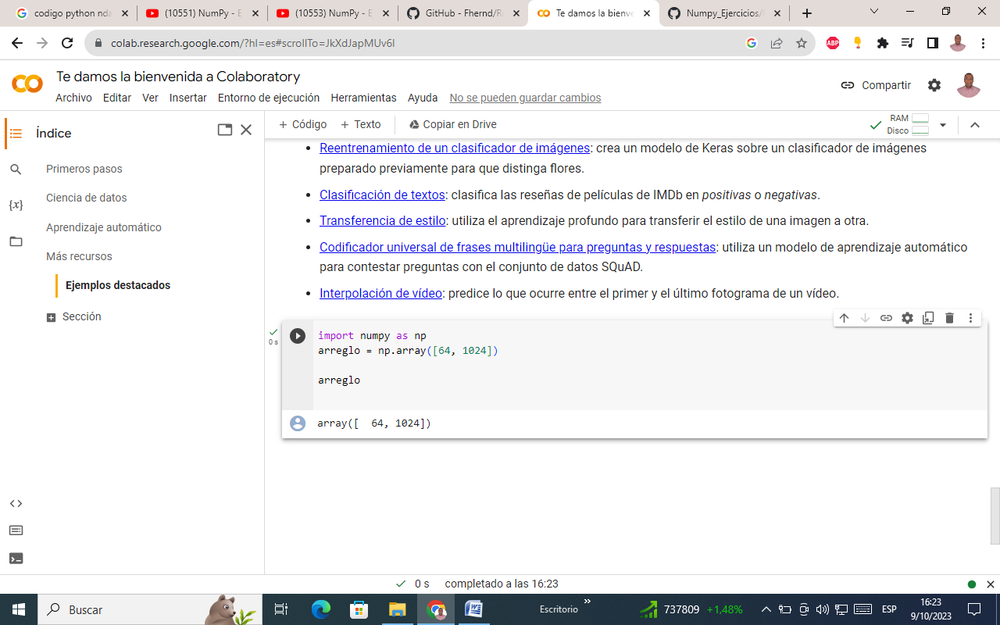 codigo python nda
(10551) NumPy - E
(10553) NumPy - E
GitHub - Fhernd/R
Te damos la bienve
Numpy_Ejercicios/
colab.research.google.com/?hl=es#scrollTo=JkXdJapMUv6I
ABP
Te damos la bienvenida a Colaboratory
Archivo Editar Ver Insertar Entorno de ejecución Herramientas Ayuda No se pueden guardar cambios
Compartir
Índice
+ Código + Texto Copiar en Drive
RAM
Disco
Primeros pasos
Ciencia de datos
Aprendizaje automático
Más recursos
Ejemplos destacados
Sección
• Reentrenamiento de un clasificador de imágenes: crea un modelo de Keras sobre un clasificador de imágenes
preparado previamente para que distinga flores.
• Clasificación de textos: clasifica las reseñas de películas de IMDb en positivas o negativas.
• Transferencia de estilo: utiliza el aprendizaje profundo para transferir el estilo de una imagen a otra.
• Codificador universal de frases multilingüe para preguntas y respuestas: utiliza un modelo de aprendizaje automático
para contestar preguntas con el conjunto de datos SQuAD.
• Interpolación de vídeo: predice lo que ocurre entre el primer y el último fotograma de un vídeo.
0 s
import numpy as np
arreglo = np.array([64, 1024])
arreglo
array([  64, 1024])
0 s completado a las 16:23
Buscar
Escritorio
737809 +1,48%
ESP
16:23
9/10/2023